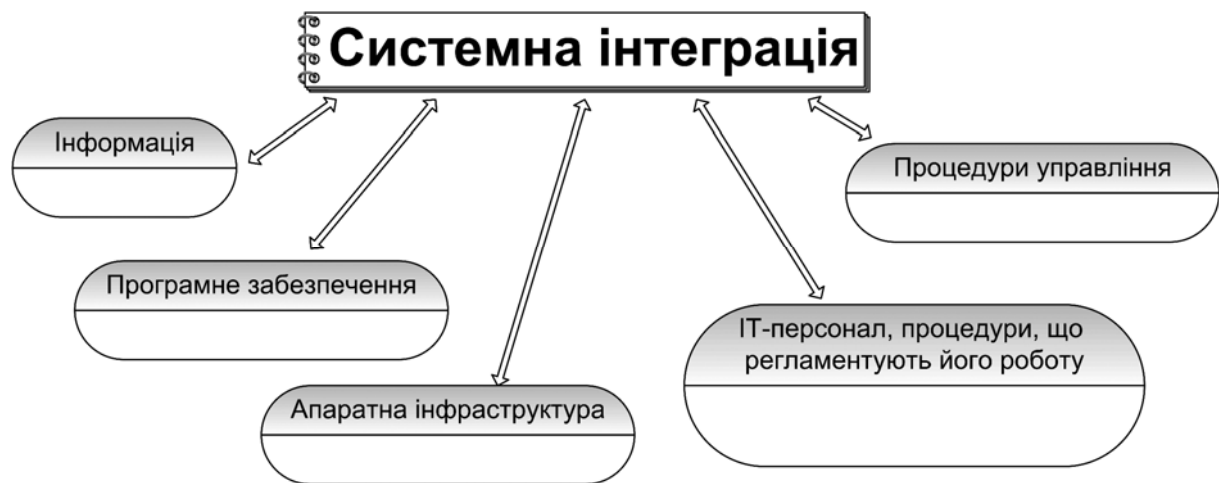 Системна інтеграція
Інформація
Процедури управління
Програмне забезпечення
ІТ-персонал, процедури, що
регламентують його роботу
Апаратна інфраструктура